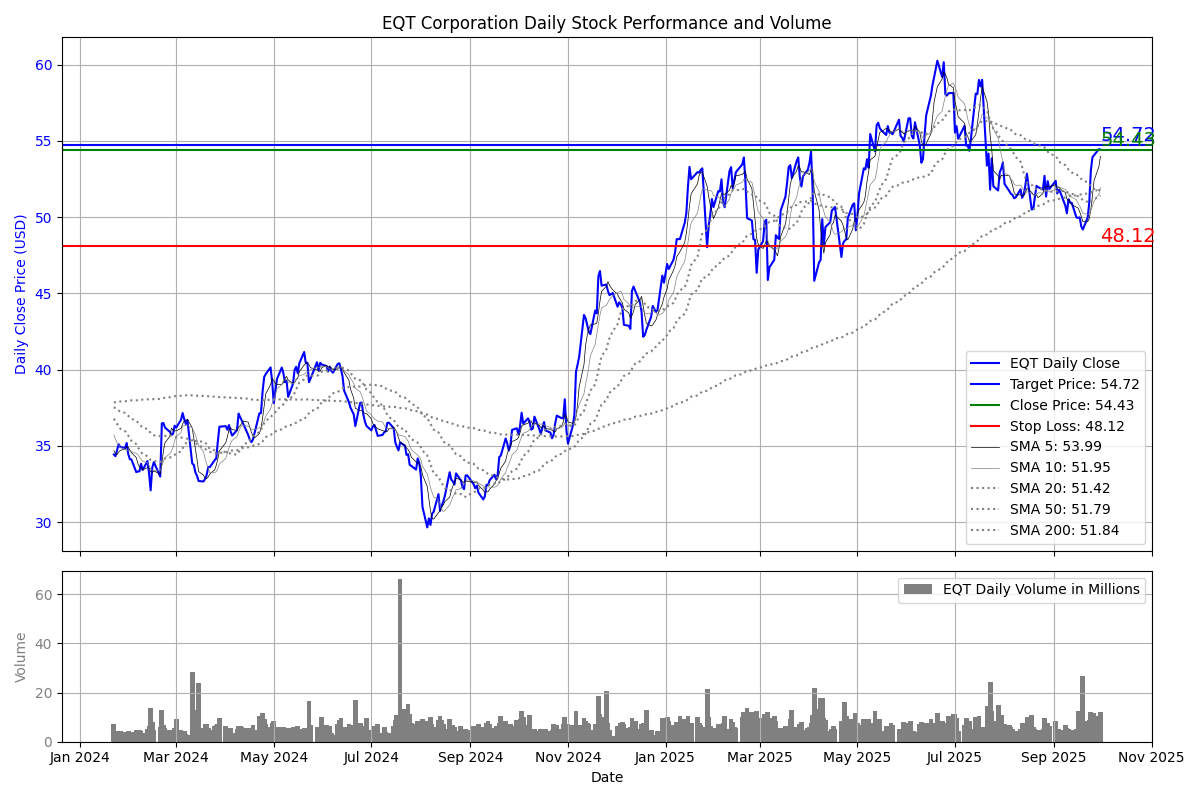 EQT Corporation Daily Stock Performance and Volume
Daily Close Price (USD)
60
55
50
45
40
35
30
54.72
54.43
48.12
EQT Daily Close
Target Price: 54.72
Close Price: 54.43
Stop Loss: 48.12
SMA 5: 53.99
SMA 10: 51.95
SMA 20: 51.42
SMA 50: 51.79
SMA 200: 51.84
Volume
60
40
20
0
EQT Daily Volume in Millions
Jan 2024 Mar 2024 May 2024 Jul 2024 Sep 2024 Nov 2024 Jan 2025 Mar 2025 May 2025 Jul 2025 Sep 2025 Nov 2025
Date